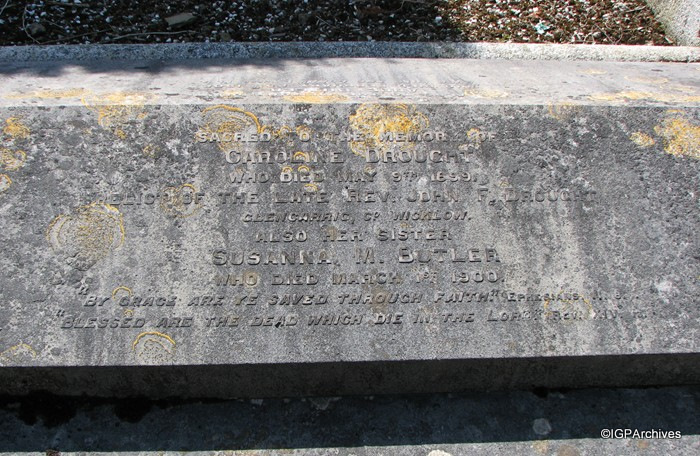 SACRED TO THE MEMORY OF
CAROLINE DROUGHT
WHO DIED MAY 9TH 1899.
RELICT OF THE LATE REV. JOHN F. DROUGHT
GLENCARRIG, CO WICKLOW.
ALSO HER SISTER
SUSANNA M. BUTLER
WHO DIED MARCH 1ST 1900.
"BY GRACE ARE YE SAVED THROUGH FAITH" EPHESIANS
"BLESSED ARE THE DEAD WHICH DIE IN THE LORD" REV. XIV
©IGPArchives